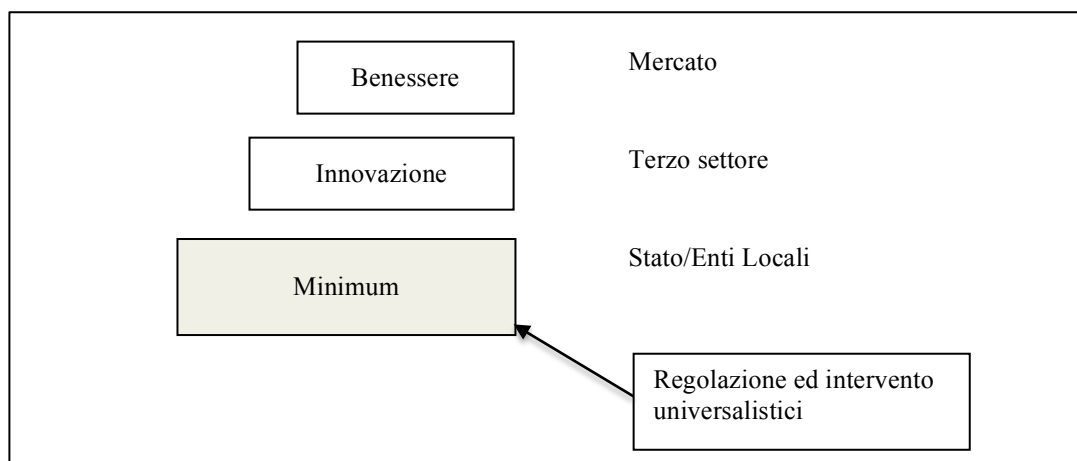 Benessere
Mercato
Innovazione
Terzo settore
Minimum
Stato/Enti Locali
Regolazione ed intervento
universalistici